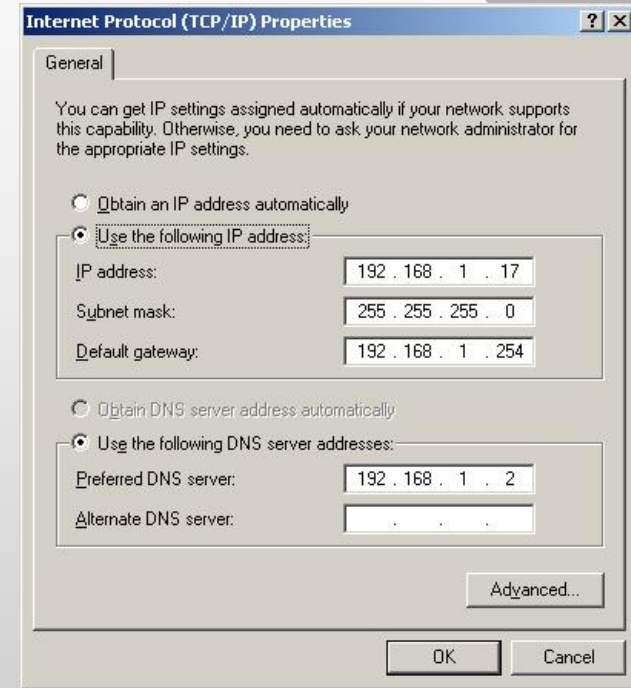 Internet Protocol (TCP/IP) Properties
General
You can get IP settings assigned automatically if your network supports
this capability. Otherwise, you need to ask your network administrator for
the appropriate IP settings.
Obtain an IP address automatically
Use the following IP address:
IP address: 192 . 168 . 1 . 17
Subnet mask: 255 . 255 . 255 . 0
Default gateway: 192 . 168 . 1 . 254
Obtain DNS server address automatically
Use the following DNS server addresses:
Preferred DNS server: 192 . 168 . 1 . 2
Alternate DNS server: . . .
Advanced...
OK Cancel